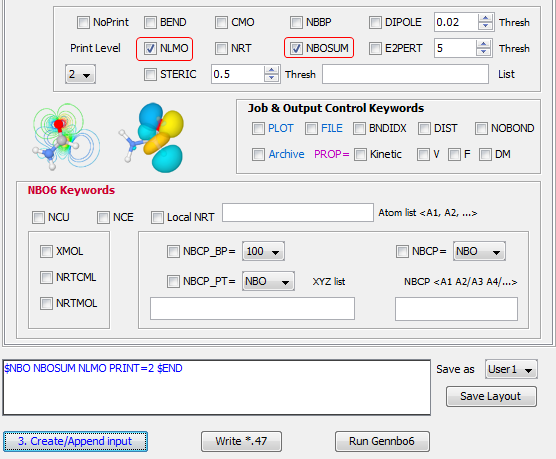 NoPrint BEND CMO NBBP DIPOLE 0.02 Thresh
Print Level NLMO NRT NBOSUM E2PERT 5 Thresh
2 STERIC 0.5 Thresh List
Job & Output Control Keywords
PLOT FILE BNDIDX DIST NOBOND
Archive PROP= Kinetic V F DM
NBO6 Keywords
NCU NCE Local NRT Atom list <A1, A2, ...>
XMOL NBCP_BP= 100 NBCP= NBO
NRTCML NBCP_PT= NBO XYZ list NBCP <A1 A2/A3 A4/...>
NRTMOL
$NBO NBOSUM NLMO PRINT=2 $END
Save as User1
Save Layout
3. Create/Append input Write *.47 Run Gennbo6